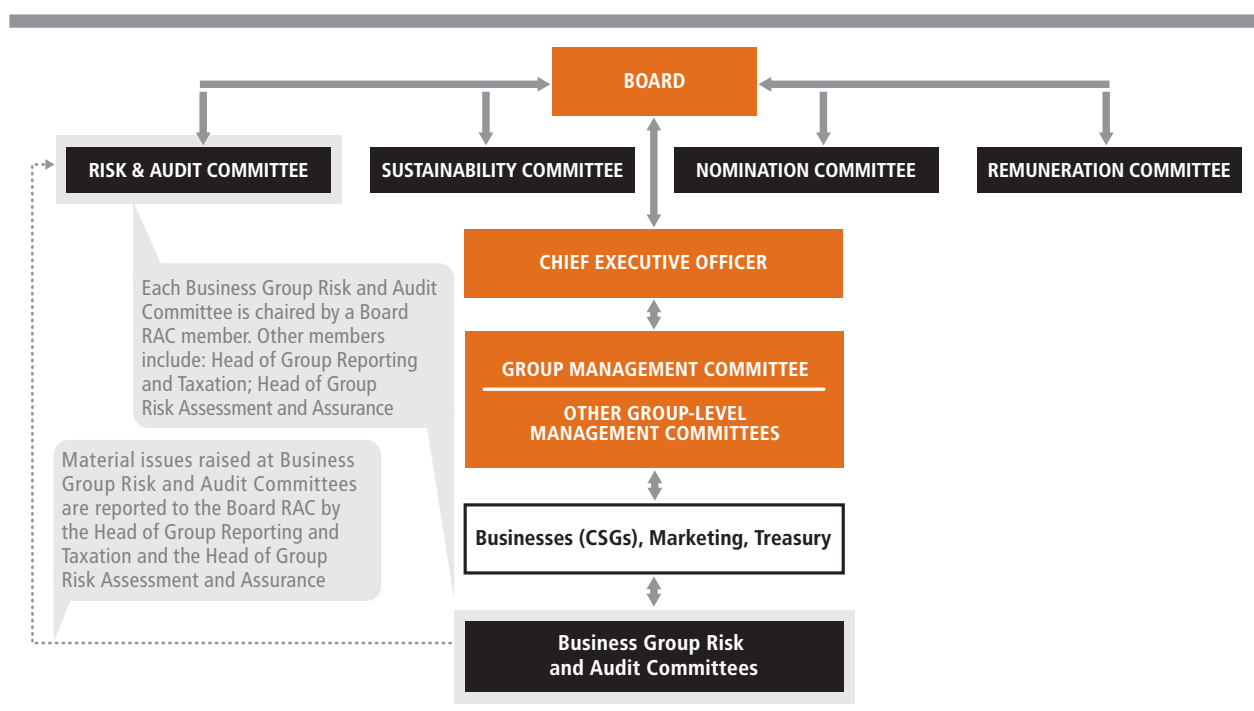 BOARD
RISK & AUDIT COMMITTEE
SUSTAINABILITY COMMITTEE
NOMINATION COMMITTEE
REMUNERATION COMMITTEE
CHIEF EXECUTIVE OFFICER
Each Business Group Risk and Audit
Committee is chaired by a Board
RAC member. Other members
include: Head of Group Reporting
and Taxation; Head of Group
Risk Assessment and Assurance
GROUP MANAGEMENT COMMITTEE
OTHER GROUP-LEVEL
MANAGEMENT COMMITTEES
Material issues raised at Business
Group Risk and Audit Committees
are reported to the Board RAC by
the Head of Group Reporting and
Taxation and the Head of Group
Risk Assessment and Assurance
Businesses (CSGs), Marketing, Treasury
Business Group Risk
and Audit Committees